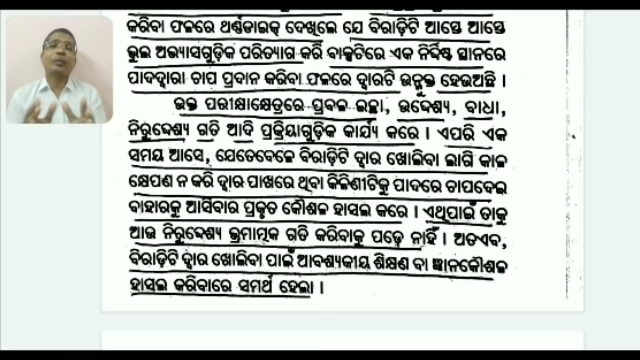 କରିବା ଫଳରେ ଥର୍ଣ୍ଣଡାଇକ୍ ଦେଖିଲେ ଯେ ବିରାଡ଼ିଟି ଆସ୍ତେ ଆସ୍ତେ
ଭୁଲ ଅଭ୍ୟାସଗୁଡ଼ିକ ପରିତ୍ୟାଗ କରି ବାକ୍ସଟିରେ ଏକ ନିର୍ଦ୍ଦିଷ୍ଟ ସ୍ଥାନରେ
ପାଦଦ୍ୱାରା ଚାପ ପ୍ରଦାନ କରିବା ଫଳରେ ଦ୍ୱାରଟି ଉନ୍ମୁକ୍ତ ହେଉଅଛି ।
ଉକ୍ତ ପରୀକ୍ଷାକ୍ଷେତ୍ରରେ ପ୍ରବଳ ଇଚ୍ଛା, ଉଦ୍ଦେଶ୍ୟ, ବାଧା,
ନିରୁଦ୍ଦେଶ୍ୟ ଗତି ଆଦି ପ୍ରକ୍ରିୟାଗୁଡ଼ିକ କାର୍ଯ୍ୟ କରେ । ଏପରି ଏକ
ସମୟ ଆସେ, ଯେତେବେଳେ ବିରାଡ଼ିଟି ଦ୍ୱାର ଖୋଲିବା ଲାଗି କାଳ
କ୍ଷେପଣ ନ କରି ଦ୍ୱାର ପାଖରେ ଥିବା କିଳିଣୀଟିକୁ ପାଦରେ ଚାପଦେଇ
ବାହାରକୁ ଆସିବାର ପ୍ରକୃତ କୌଶଳ ହାସଲ କରେ । ଏଥିପାଇଁ ତାକୁ
ଆଉ ନିରୁଦ୍ଦେଶ୍ୟ ଭ୍ରମାତ୍ମକ ଗତି କରିବାକୁ ପଡ଼େ ନାହିଁ । ଅତଏବ,
ବିରାଡ଼ିଟି ଦ୍ୱାର ଖୋଲିବା ପାଇଁ ଆବଶ୍ୟକୀୟ ଶିକ୍ଷଣ ବା ଜ୍ଞାନକୌଶଳ
ହାସଲ କରିବାରେ ସମର୍ଥ ହେଲା ।